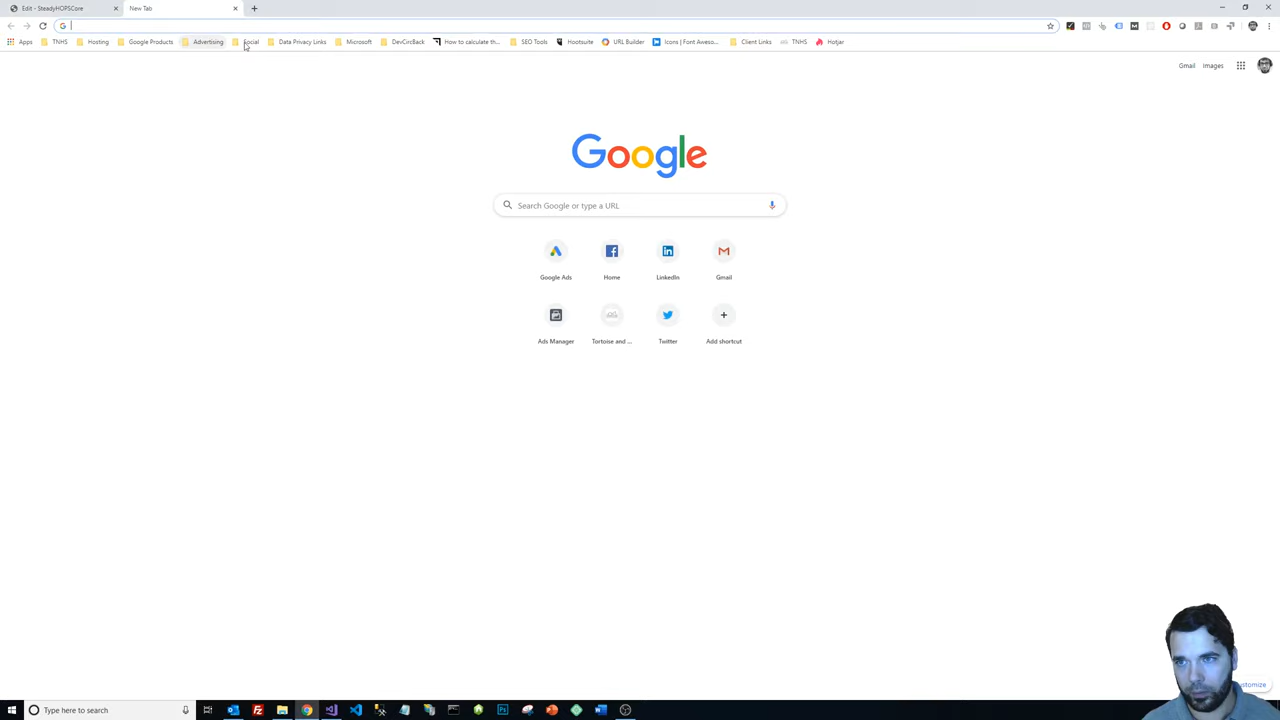 Edit - SteadyHOPSCore
New Tab
Apps TNHS Hosting Google Products Advertising Social Data Privacy Links Microsoft DevCircBack How to calculate th... SEO Tools Hootsuite URL Builder Icons | Font Aweso... Client Links TNHS Hotjar
Gmail Images
Google
Search Google or type a URL
Google Ads Home LinkedIn Gmail
Ads Manager Tortoise and ... Twitter Add shortcut
ustomize
Type here to search